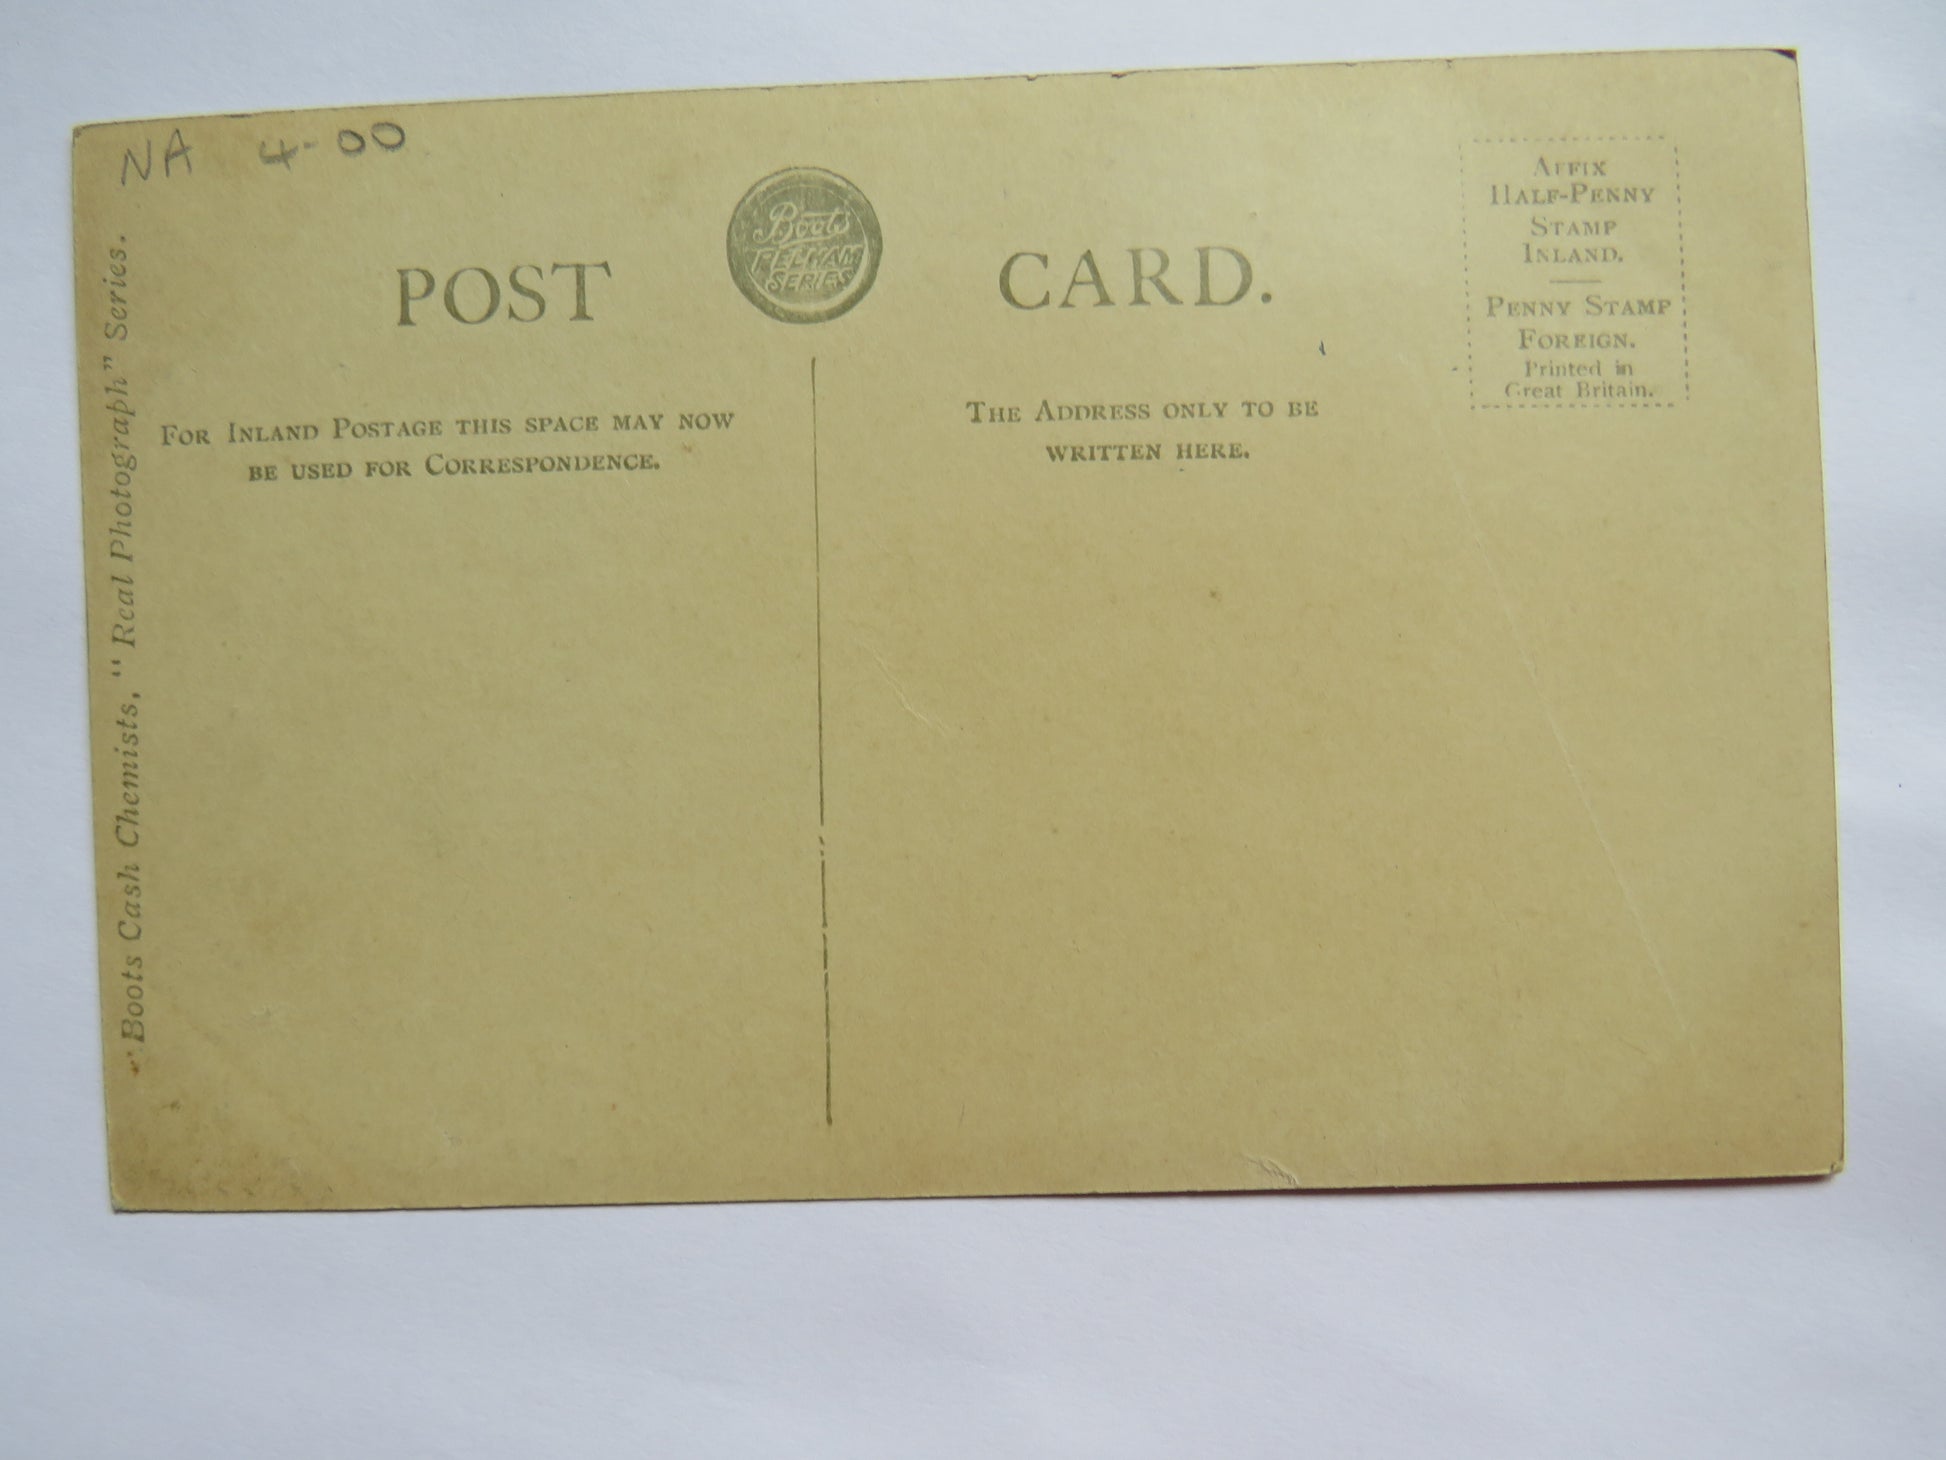 NA 4-00
POST
Boots
PELHAM
SERIES
CARD.
AFFIX
HALF-PENNY
STAMP
INLAND.
PENNY STAMP
FOREIGN.
Printed in
Great Britain.
FOR INLAND POSTAGE THIS SPACE MAY NOW
BE USED FOR CORRESPONDENCE.
THE ADDRESS ONLY TO BE
WRITTEN HERE.
"Boots Cash Chemists, "Real Photograph" Series.